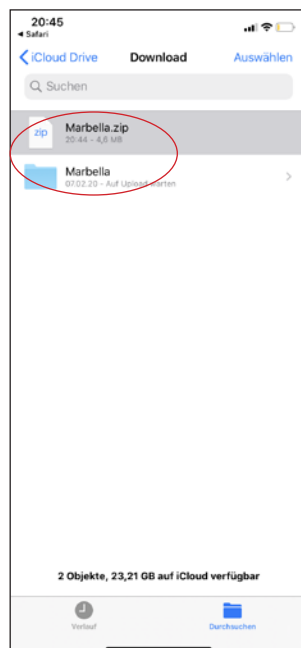 20:45
Safari
iCloud Drive Download Auswählen
Suchen
zip
Marbella.zip
20:44 - 4,6 MB
Marbella
07.02.20 - Auf Upload warten
2 Objekte, 23,21 GB auf iCloud verfügbar
Verlauf Durchsuchen